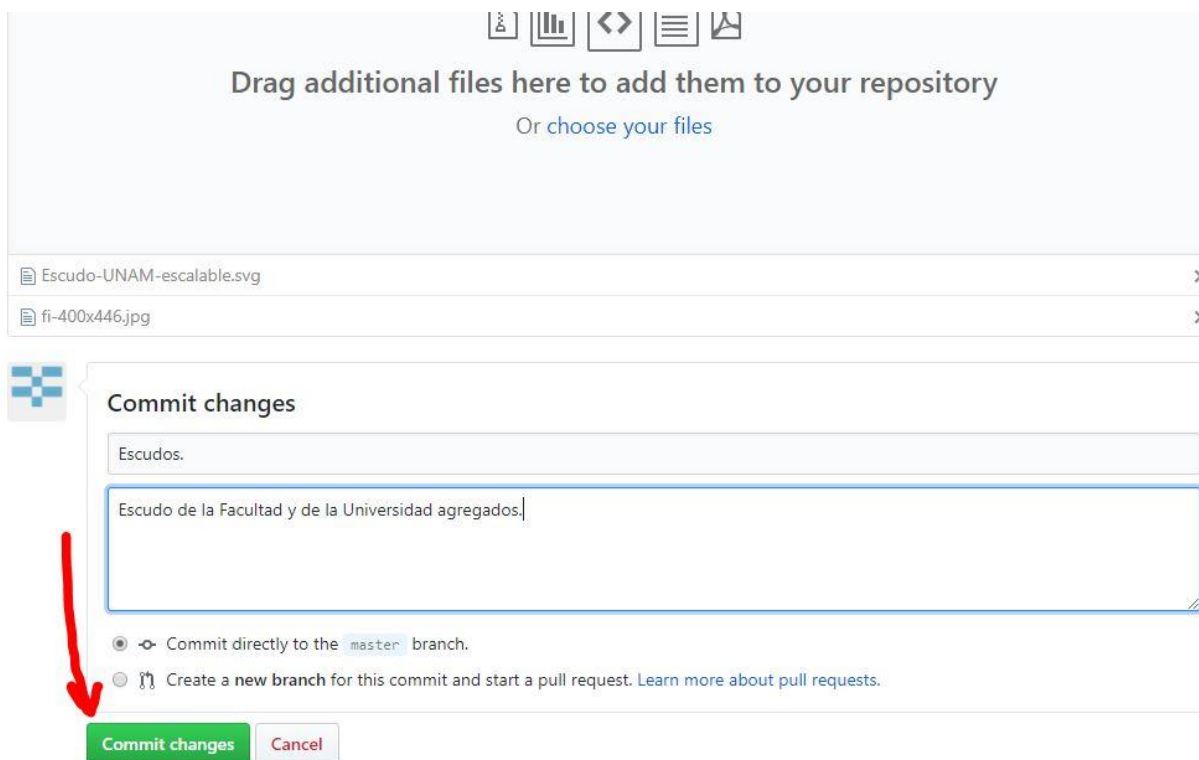 Drag additional files here to add them to your repository
Or choose your files
Escudo-UNAM-escalable.svg
fi-400x446.jpg
Commit changes
Escudos.
Escudo de la Facultad y de la Universidad agregados.
Commit directly to the master branch.
Create a new branch for this commit and start a pull request. Learn more about pull requests.
Commit changes Cancel